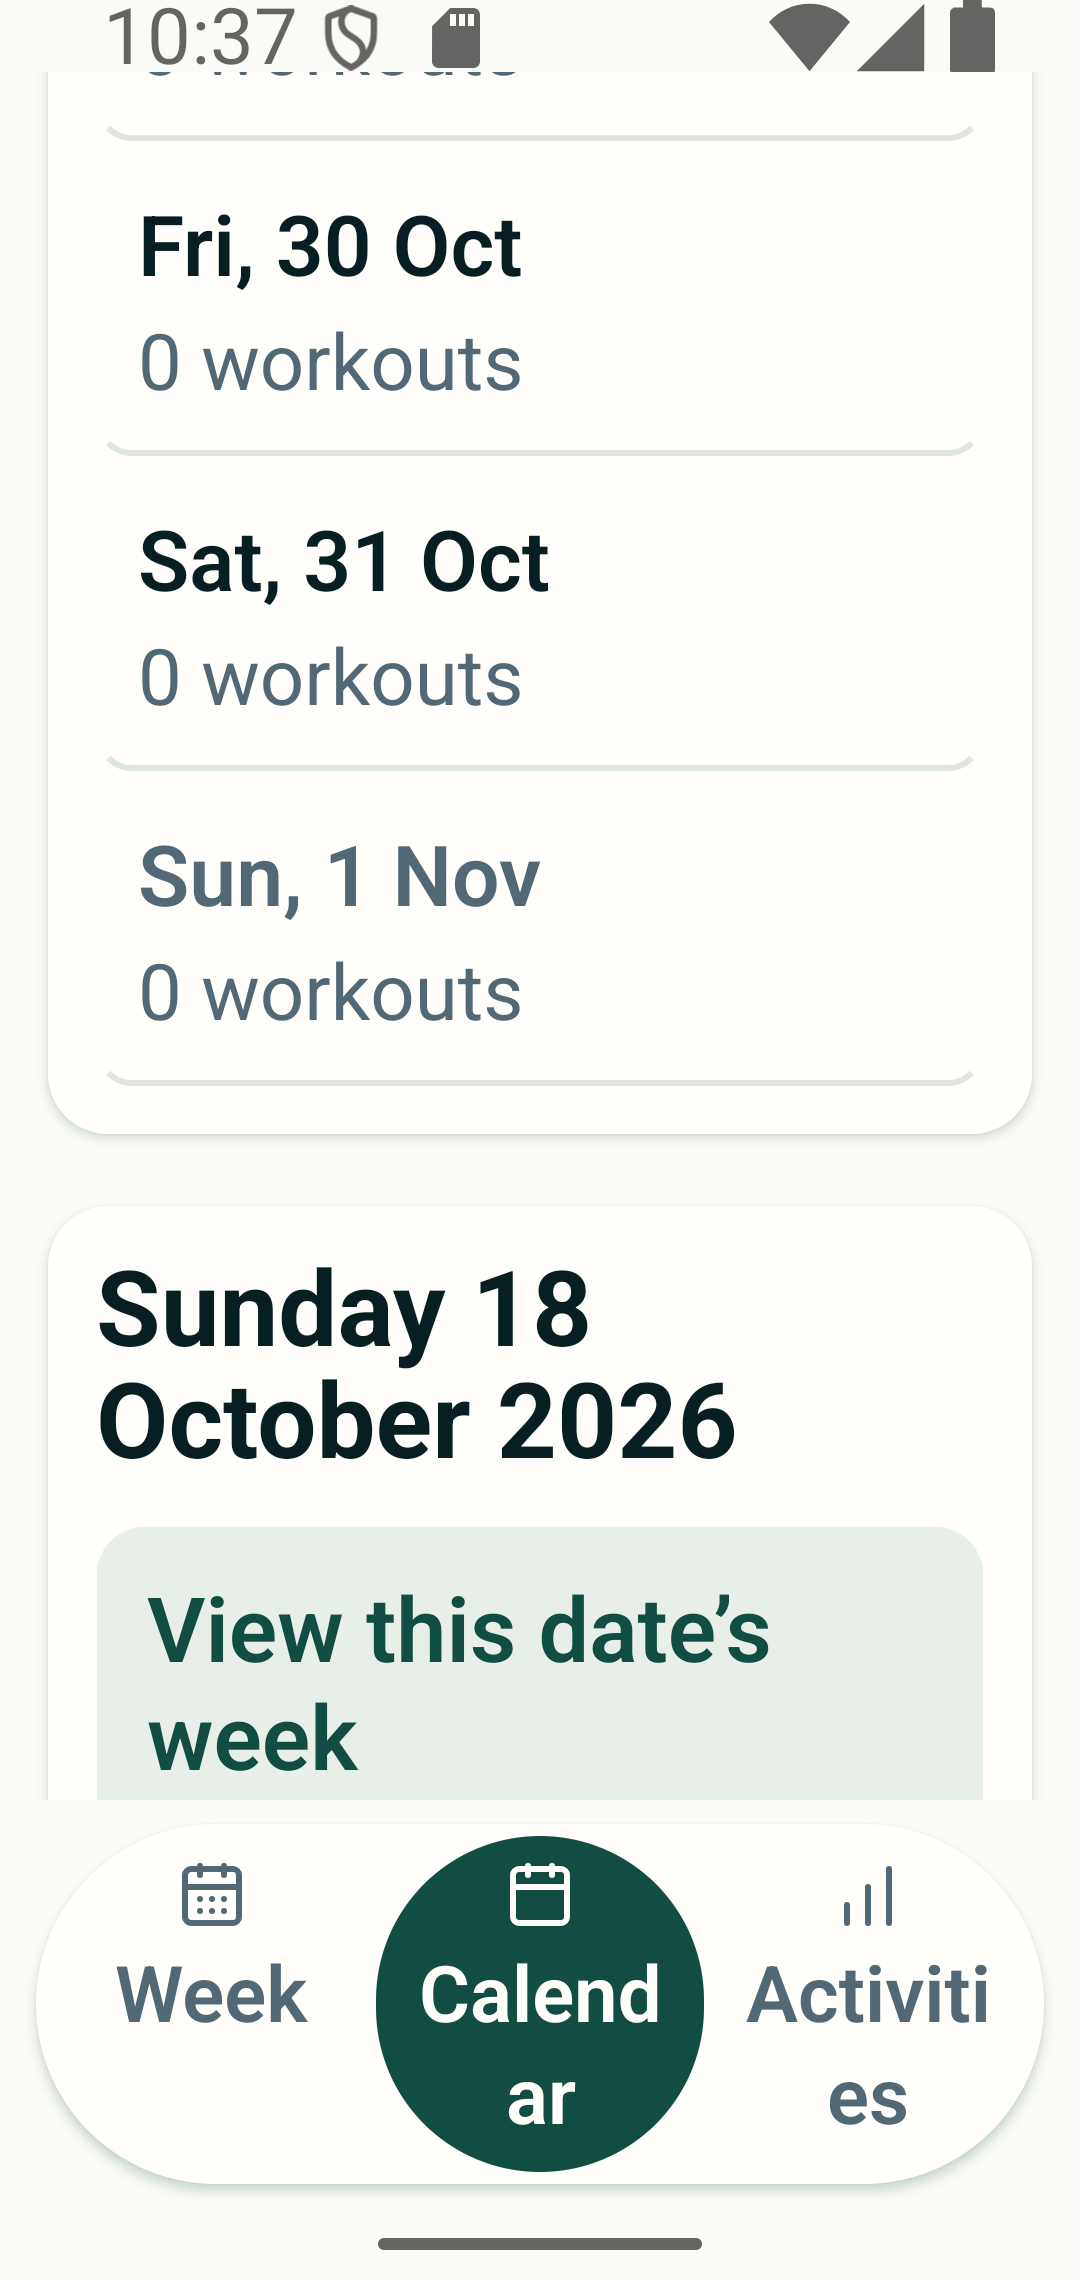 10:37
Fri, 30 Oct
0 workouts
Sat, 31 Oct
0 workouts
Sun, 1 Nov
0 workouts
Sunday 18
October 2026
View this date’s
week
Week
Calend
ar
Activiti
es